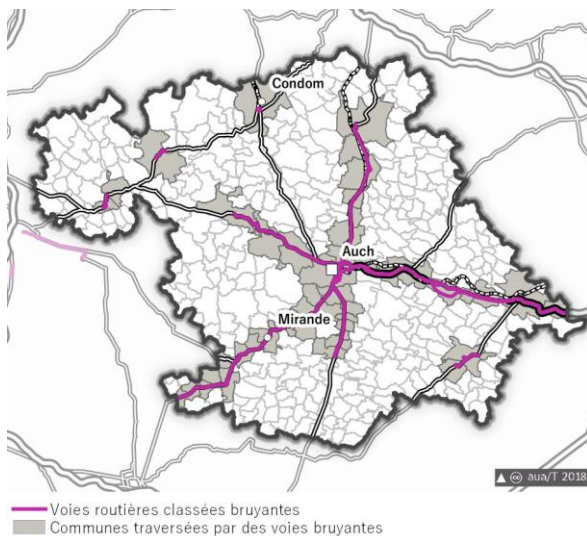 Condom
Auch
Mirande
aua/T 2018
Voies routières classées bruyantes
Communes traversées par des voies bruyantes